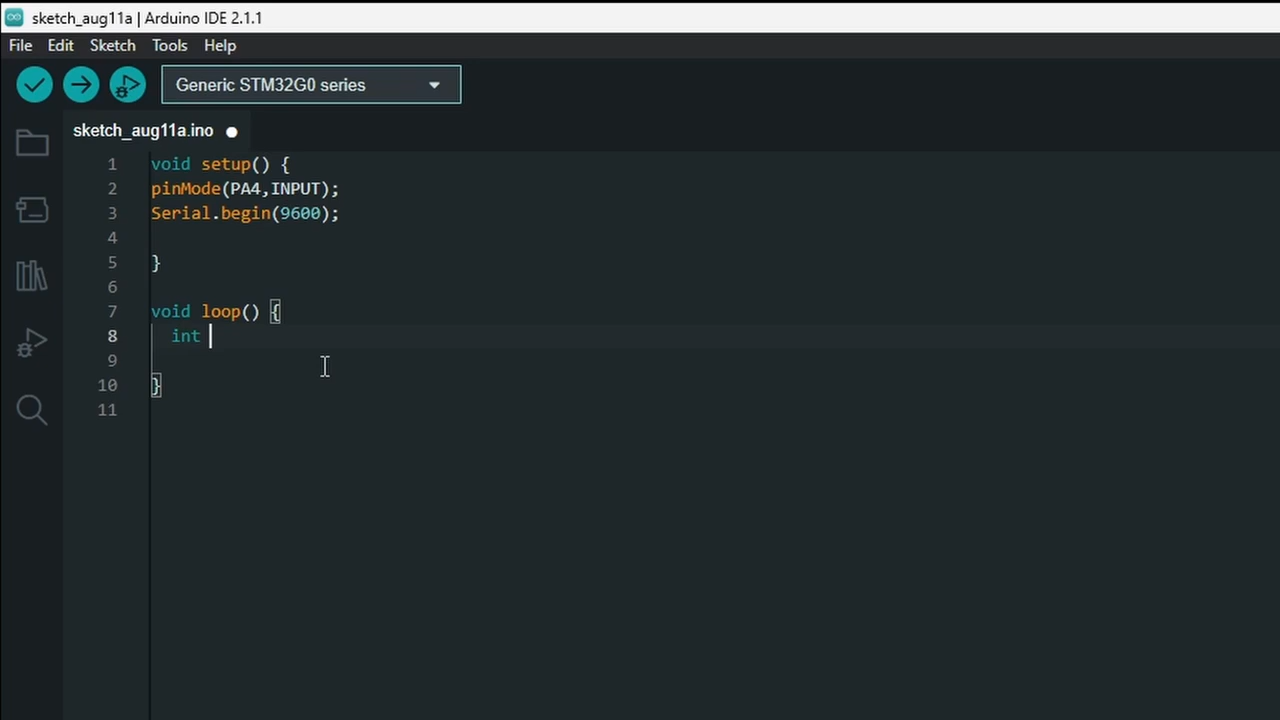 sketch_aug11a | Arduino IDE 2.1.1
File Edit Sketch Tools Help
Generic STM32G0 series
sketch_aug11a.ino
1 void setup() {
2 pinMode(PA4,INPUT);
3 Serial.begin(9600);
4
5 }
6
7 void loop() {
8 int
9
10 }
11